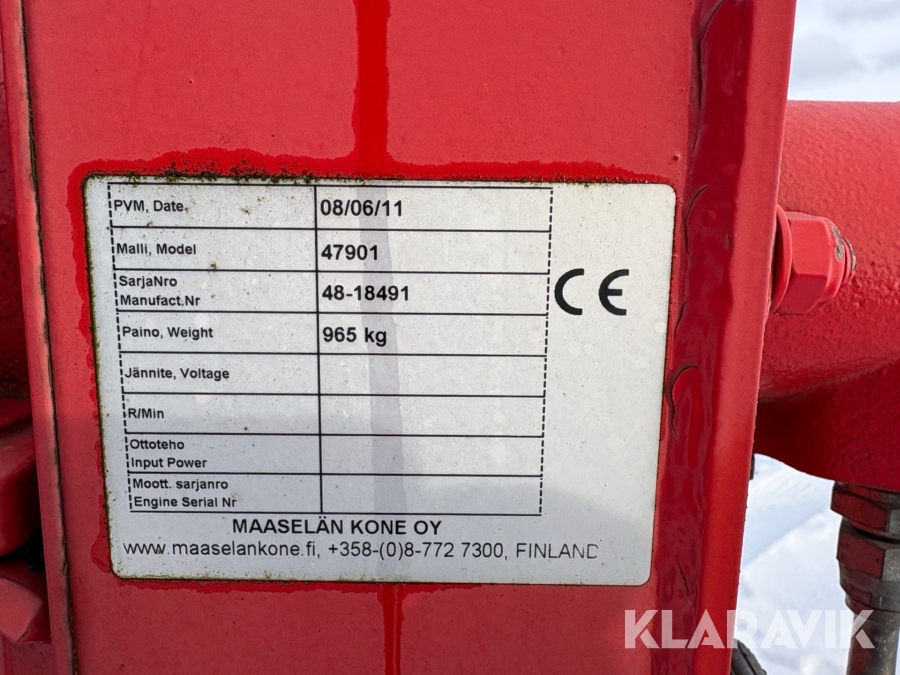 PVM, Date. 08/06/11
Malli, Model 47901
SarjaNro
Manufact.Nr 48-18491
Paino, Weight 965 kg
Jännite, Voltage
R/Min
Ottoteho
Input Power
Moott. sarjanro
Engine Serial Nr
CE
MAASELÄN KONE OY
www.maaselankone.fi, +358-(0)8-772 7300, FINLAND
KLARAVIK